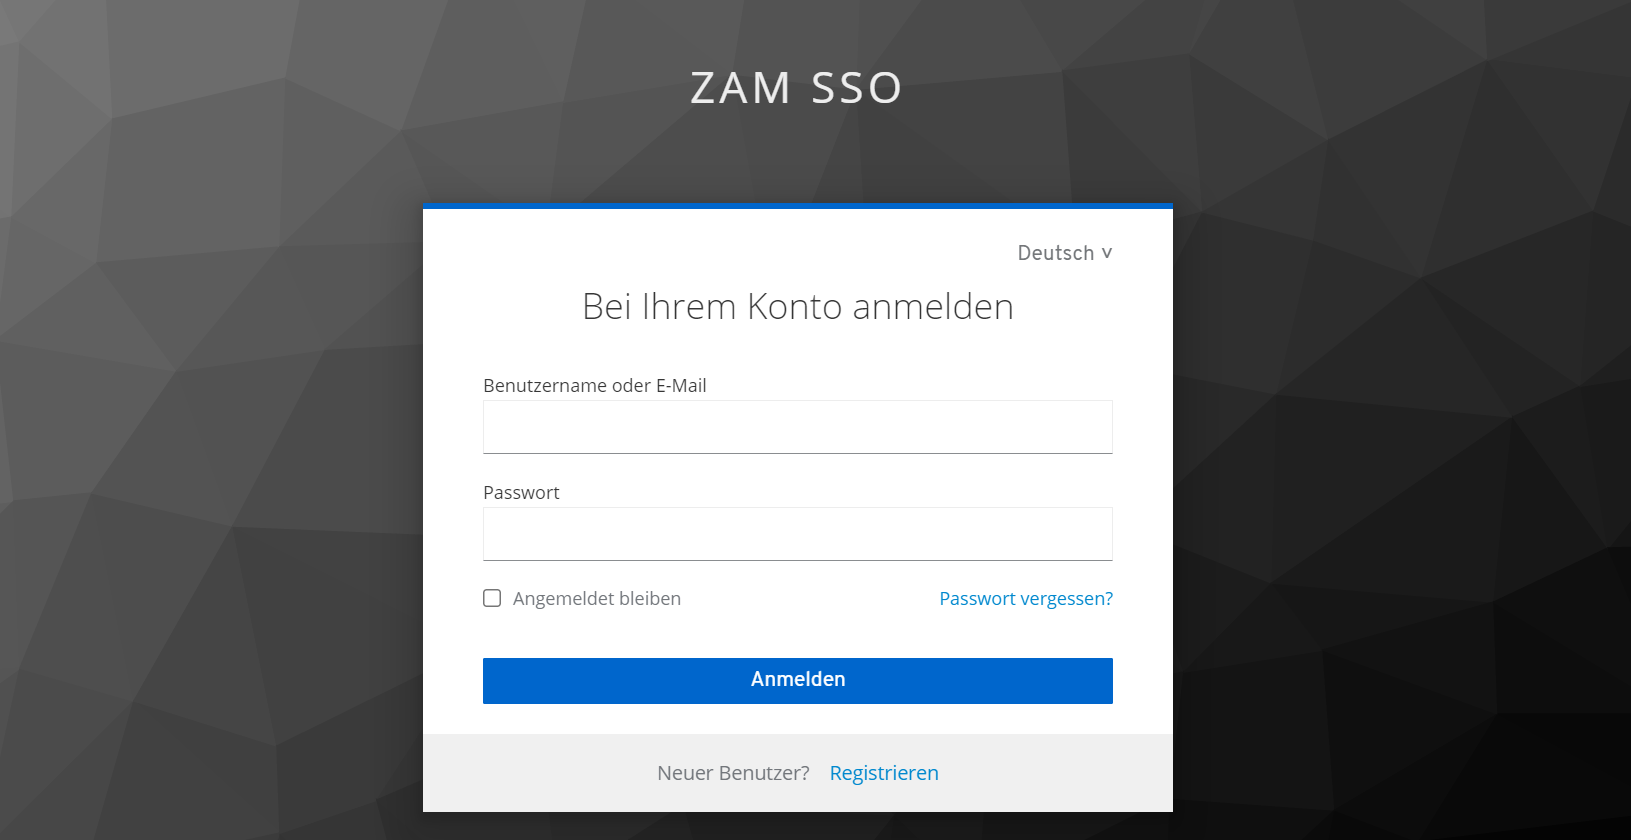 ZAM SSO
Deutsch
Bei Ihrem Konto anmelden
Benutzername oder E-Mail
Passwort
Angemeldet bleiben
Passwort vergessen?
Anmelden
Neuer Benutzer? Registrieren